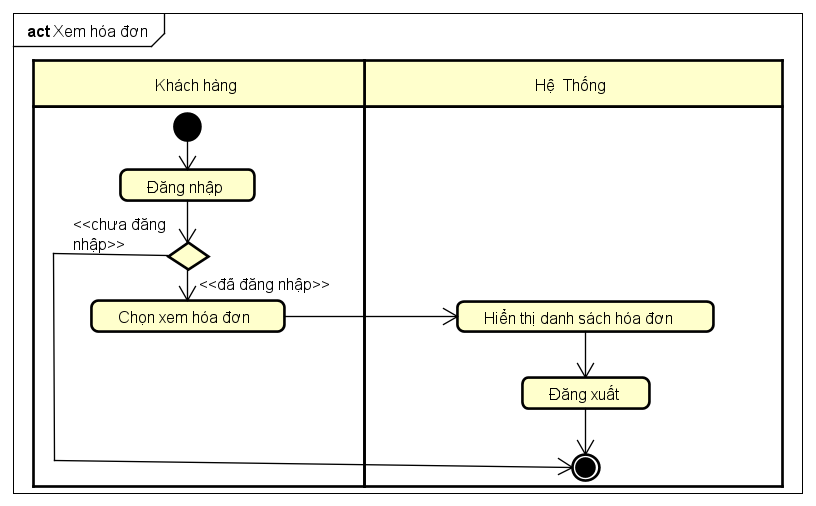 act Xem hóa đơn
Khách hàng
Hệ Thống
Đăng nhập
<<chưa đăng
nhập>>
<<đã đăng nhập>>
Chọn xem hóa đơn
Hiển thị danh sách hóa đơn
Đăng xuất